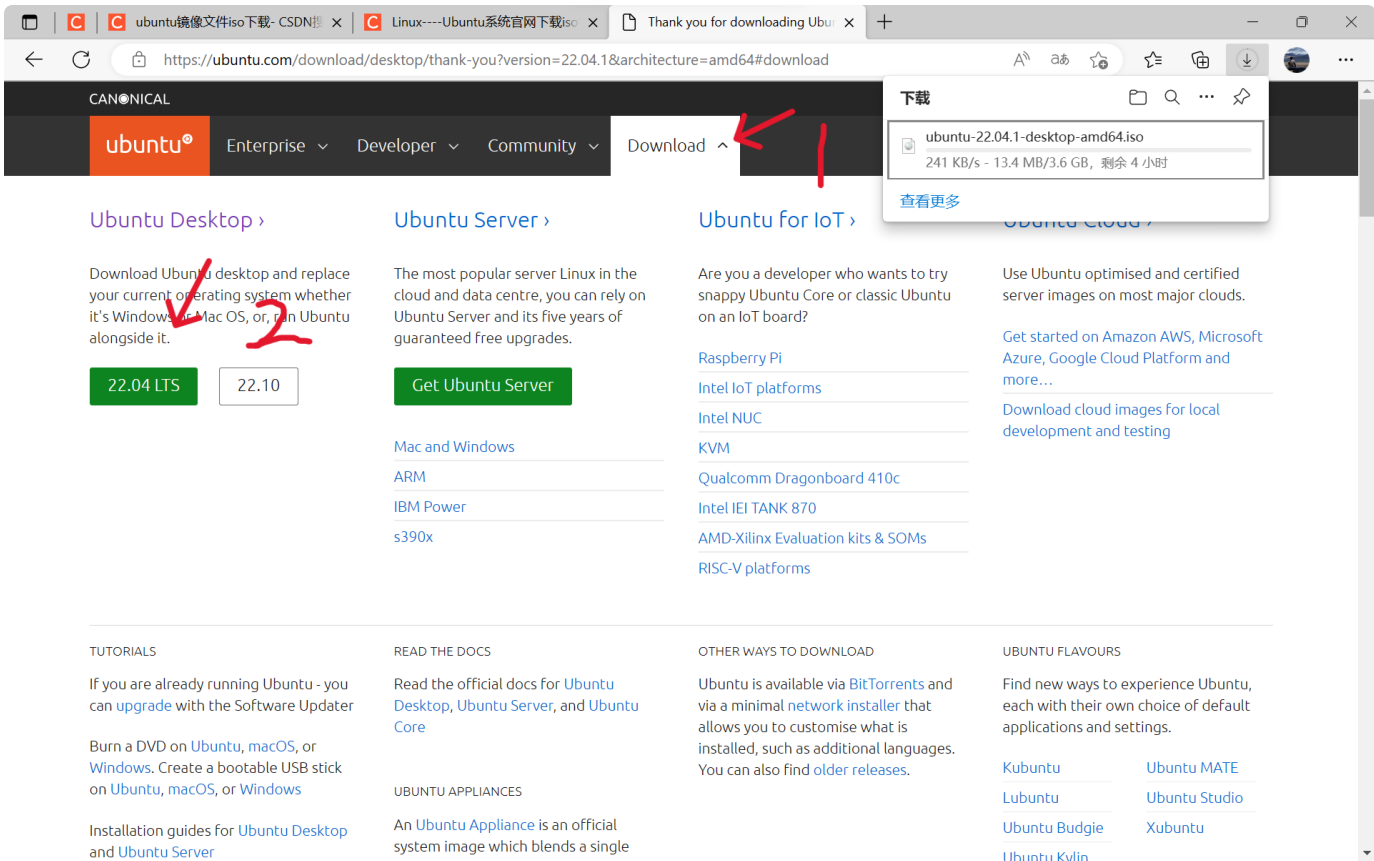 ubuntu镜像文件iso下载- CSDN搜
Linux----Ubuntu系统官网下载iso
Thank you for downloading Ubu
https://ubuntu.com/download/desktop/thank-you?version=22.04.1&architecture=amd64#download
下载
ubuntu-22.04.1-desktop-amd64.iso
241 KB/s - 13.4 MB/3.6 GB，剩余 4 小时
查看更多
CANONICAL
ubuntu
Enterprise
Developer
Community
Download
1
Ubuntu Desktop ›
Download Ubuntu desktop and replace
your current operating system whether
it's Windows or Mac OS, or, run Ubuntu
alongside it.
2
22.04 LTS
22.10
Ubuntu Server ›
The most popular server Linux in the
cloud and data centre, you can rely on
Ubuntu Server and its five years of
guaranteed free upgrades.
Get Ubuntu Server
Mac and Windows
ARM
IBM Power
s390x
Ubuntu for IoT ›
Are you a developer who wants to try
snappy Ubuntu Core or classic Ubuntu
on an IoT board?
Raspberry Pi
Intel IoT platforms
Intel NUC
KVM
Qualcomm Dragonboard 410c
Intel IEI TANK 870
AMD-Xilinx Evaluation kits & SOMs
RISC-V platforms
Ubuntu Cloud ›
Use Ubuntu optimised and certified
server images on most major clouds.
Get started on Amazon AWS, Microsoft
Azure, Google Cloud Platform and
more…
Download cloud images for local
development and testing
TUTORIALS
If you are already running Ubuntu - you
can upgrade with the Software Updater
Burn a DVD on Ubuntu, macOS, or
Windows. Create a bootable USB stick
on Ubuntu, macOS, or Windows
Installation guides for Ubuntu Desktop
and Ubuntu Server
READ THE DOCS
Read the official docs for Ubuntu
Desktop, Ubuntu Server, and Ubuntu
Core
UBUNTU APPLIANCES
An Ubuntu Appliance is an official
system image which blends a single
OTHER WAYS TO DOWNLOAD
Ubuntu is available via BitTorrents and
via a minimal network installer that
allows you to customise what is
installed, such as additional languages.
You can also find older releases.
UBUNTU FLAVOURS
Find new ways to experience Ubuntu,
each with their own choice of default
applications and settings.
Kubuntu
Lubuntu
Ubuntu Budgie
Ubuntu Kylin
Ubuntu MATE
Ubuntu Studio
Xubuntu